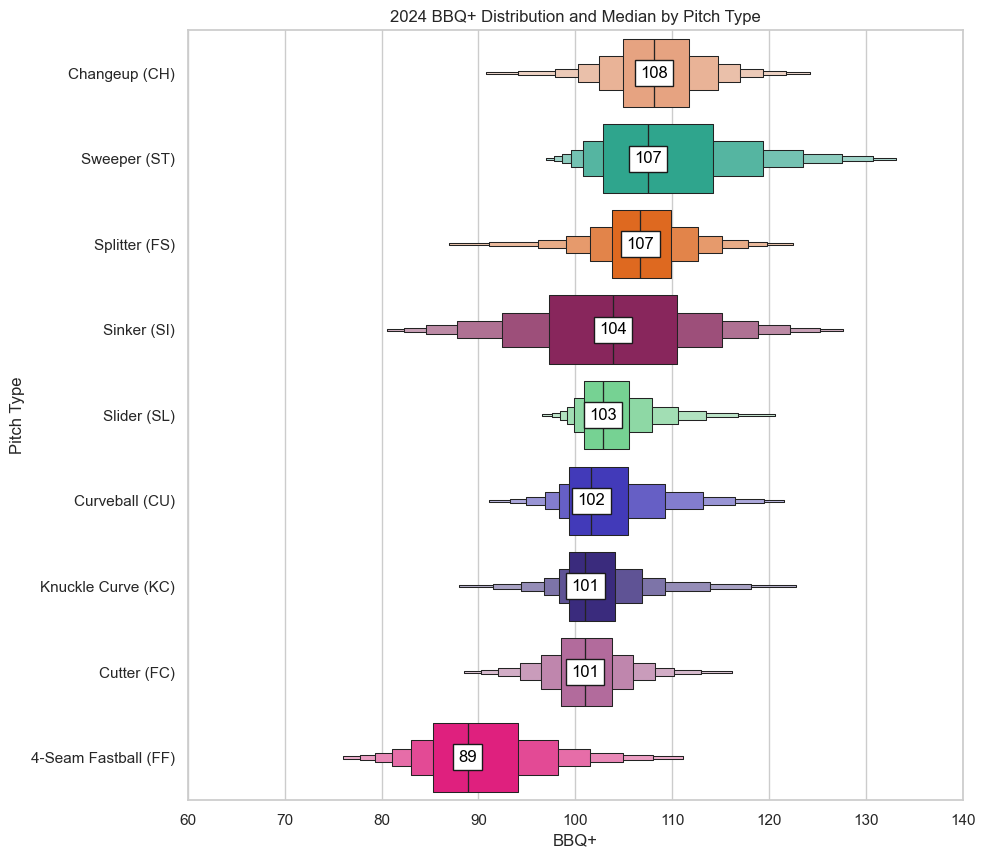 2024 BBQ+ Distribution and Median by Pitch Type
Pitch Type
Changeup (CH)
108
Sweeper (ST)
107
Splitter (FS)
107
Sinker (SI)
104
Slider (SL)
103
Curveball (CU)
102
Knuckle Curve (KC)
101
Cutter (FC)
101
4-Seam Fastball (FF)
89
60 70 80 90 100 110 120 130 140
BBQ+